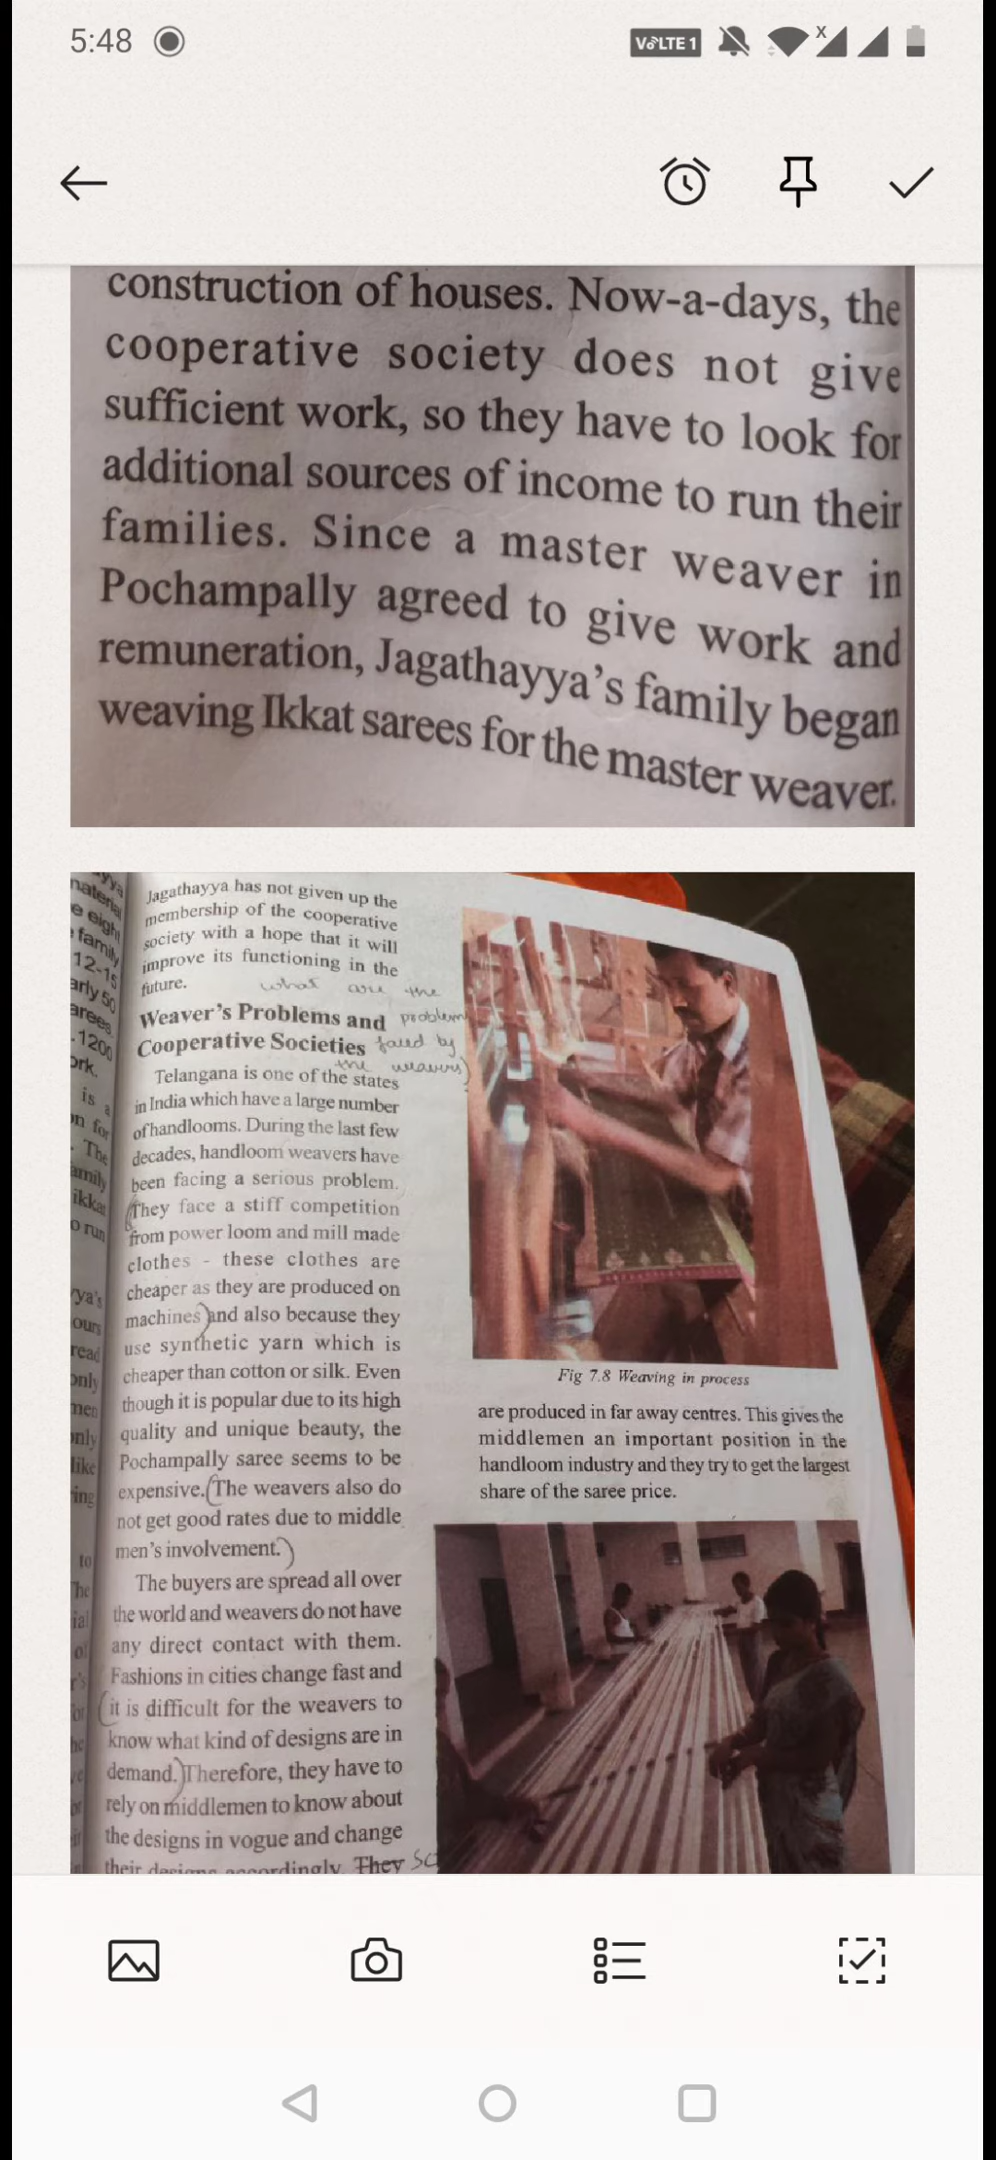 5:48
VoLTE 1
X
construction of houses. Now-a-days, the
cooperative society does not give
sufficient work, so they have to look for
additional sources of income to run their
families. Since a master weaver in
Pochampally agreed to give work and
remuneration, Jagathayya's family began
weaving Ikkat sarees for the master weaver.
Jagathayya has not given up the
membership of the cooperative
society with a hope that it will
improve its functioning in the
future.
what are the
Weaver's Problems and problem
Cooperative Societies faced by
the weavers)
Telangana is one of the states
in India which have a large number
of handlooms. During the last few
decades, handloom weavers have
been facing a serious problem.
(They face a stiff competition
from power loom and mill made
clothes - these clothes are
cheaper as they are produced on
machines) and also because they
use synthetic yarn which is
cheaper than cotton or silk. Even
though it is popular due to its high
quality and unique beauty, the
Pochampally saree seems to be
expensive. (The weavers also do
not get good rates due to middle
men's involvement.)
The buyers are spread all over
the world and weavers do not have
any direct contact with them.
Fashions in cities change fast and
(it is difficult for the weavers to
know what kind of designs are in
demand.) Therefore, they have to
rely on middlemen to know about
the designs in vogue and change
their designs accordingly. They
Fig 7.8 Weaving in process
are produced in far away centres. This gives the
middlemen an important position in the
handloom industry and they try to get the largest
share of the saree price.